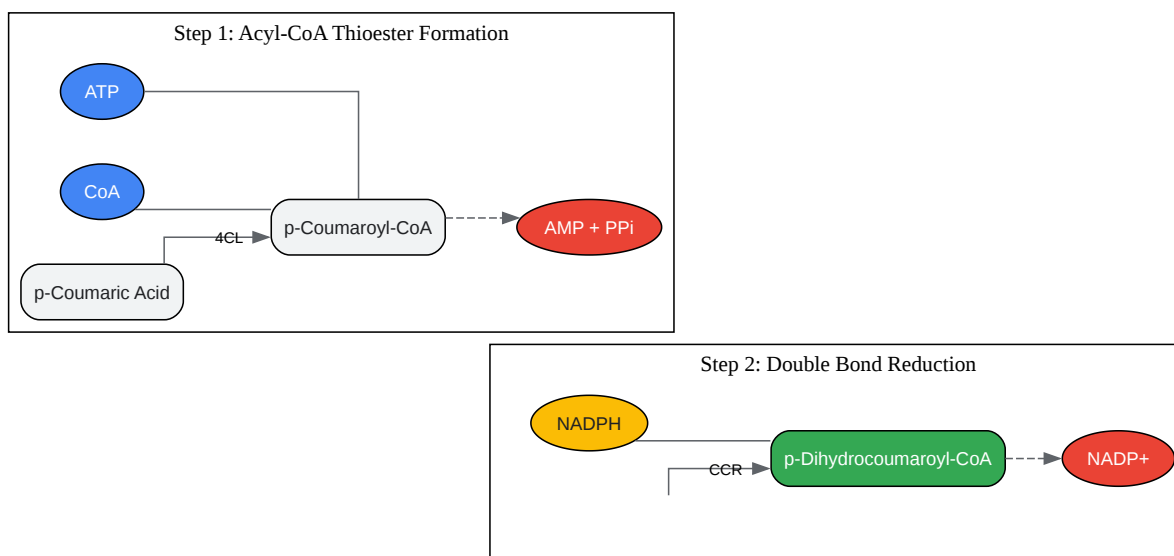 Step 1: Acyl-CoA Thioester Formation
ATP
CoA
p-Coumaroyl-CoA
AMP + PPi
4CL
p-Coumaric Acid
Step 2: Double Bond Reduction
NADPH
p-Dihydrocoumaroyl-CoA
NADP+
CCR